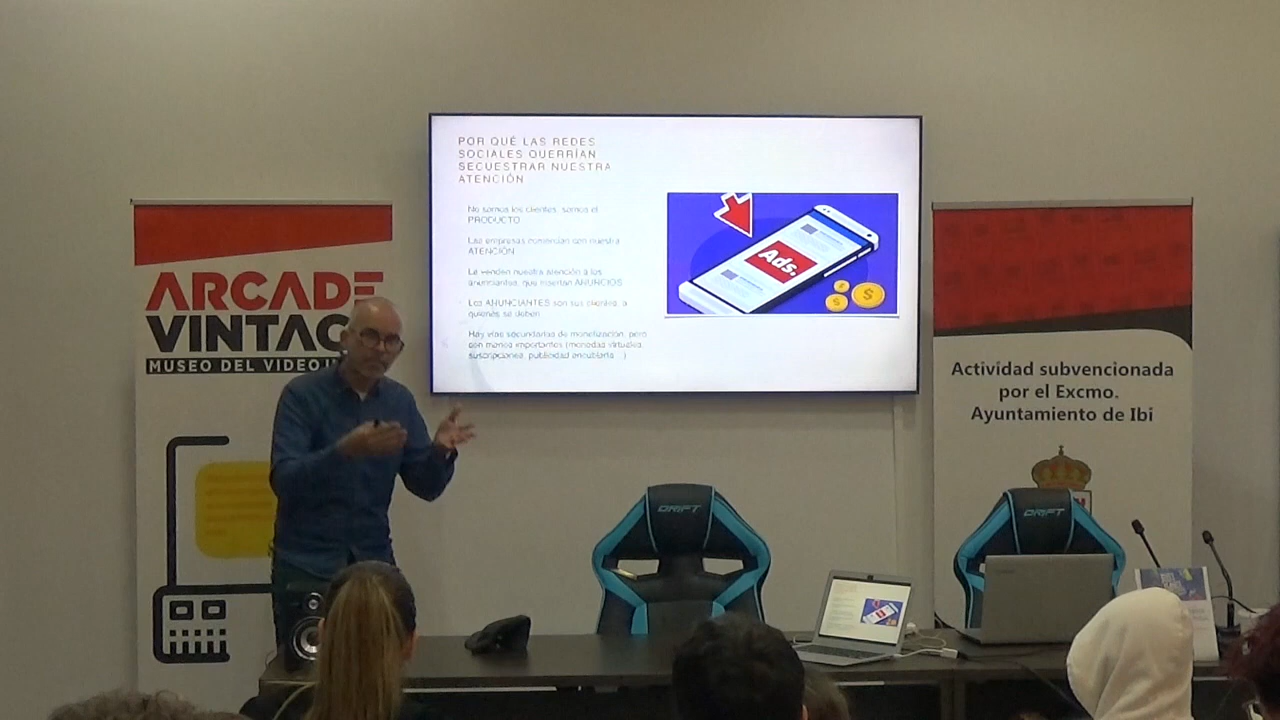 POR QUÉ LAS REDES
SOCIALES QUERRÍAN
SECUESTRAR NUESTRA
ATENCIÓN
No somos los clientes, somos el
PRODUCTO
Las empresas comercian con nuestra
ATENCIÓN
Le venden nuestra atención a los
anunciantes, que insertan ANUNCIOS
Los ANUNCIANTES son sus clientes, a
quienes se deben
Hay vías secundarias de monetización, pero
son menos importantes (monedas virtuales,
suscripciones, publicidad encubierta...)
Ads.
ARCADE
VINTAG
MUSEO DEL VIDEOJ
Actividad subvencionada
por el Excmo.
Ayuntamiento de Ibi
DRIFT
DRIFT